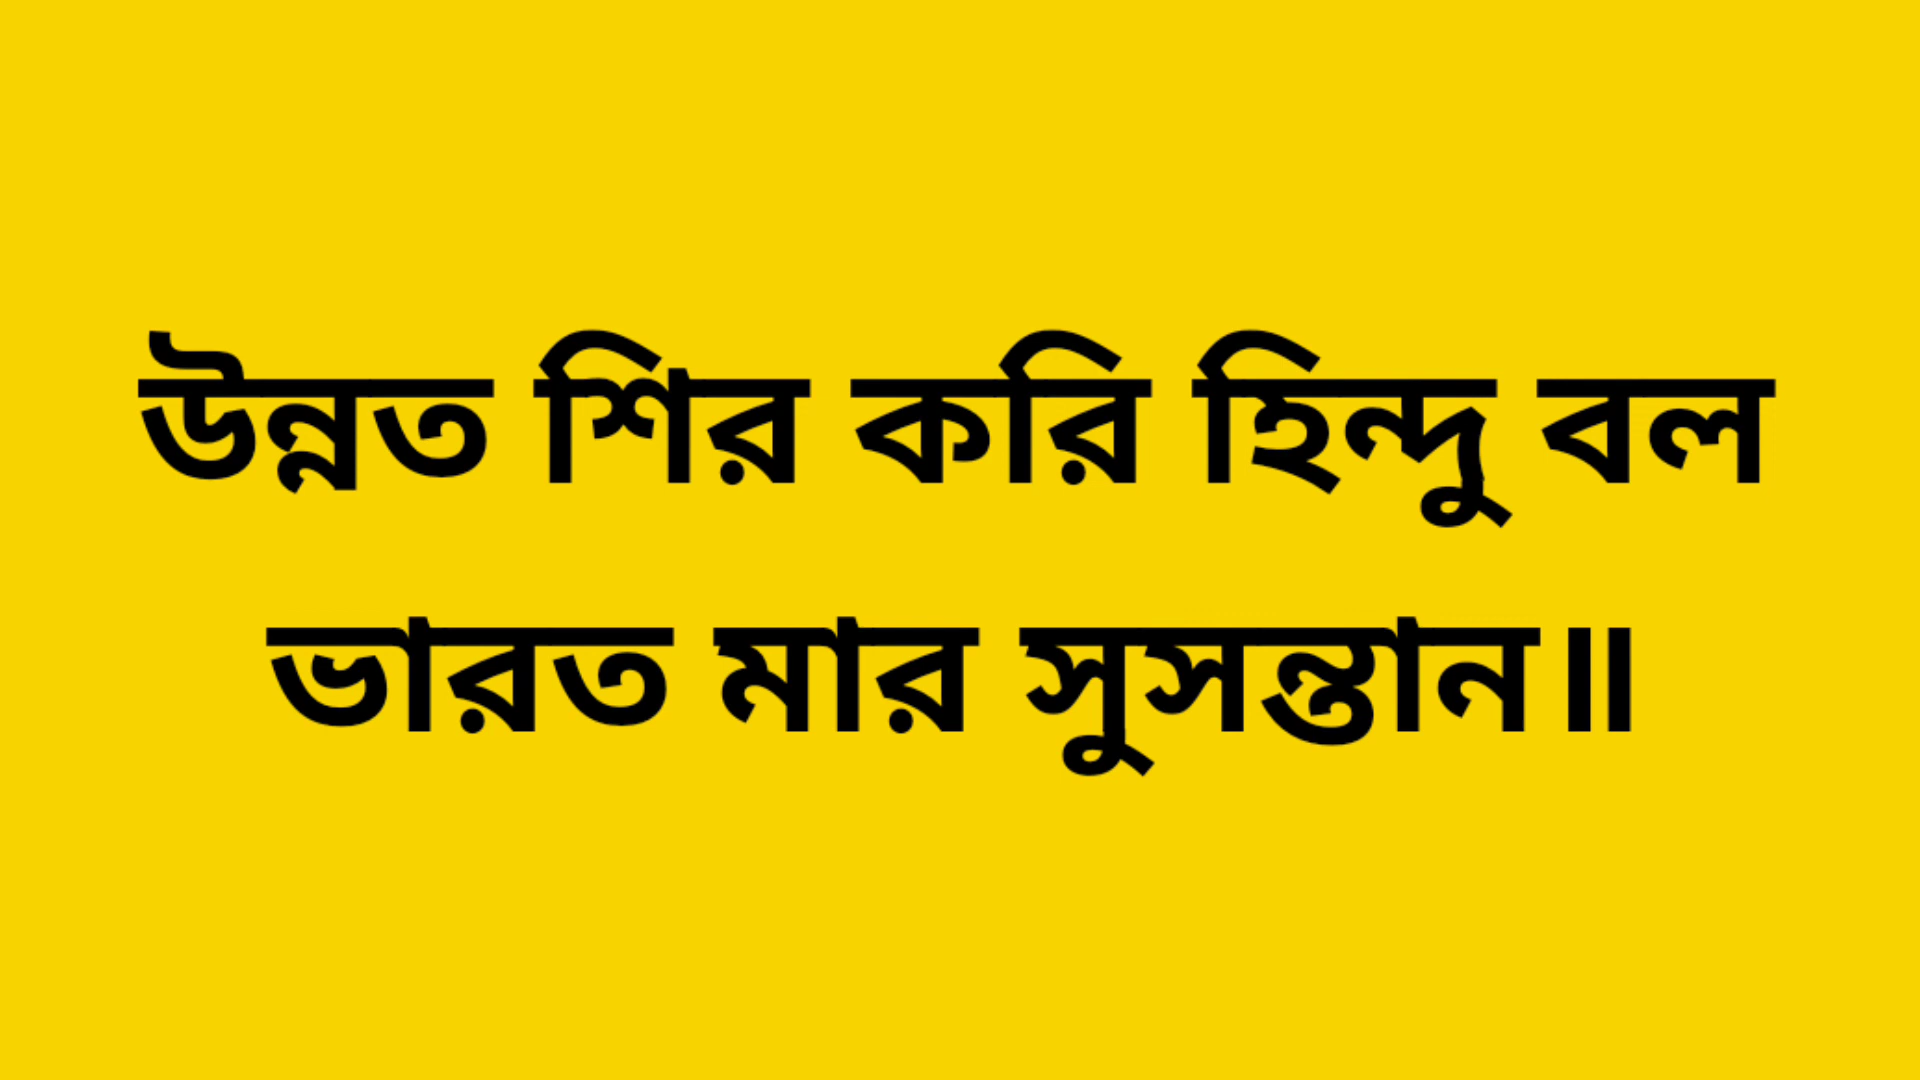 উন্নত শির করি হিন্দু বল
ভারত মার সুসন্তান॥